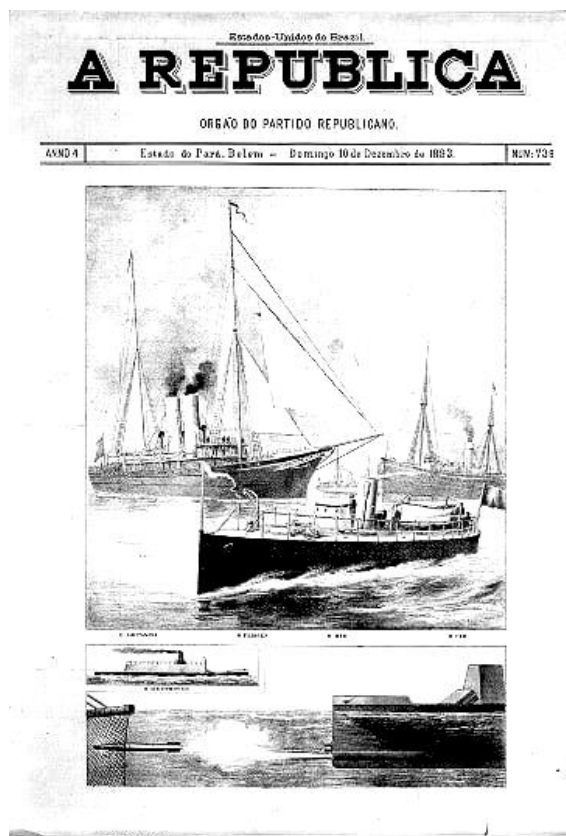 Estados-Unidos do Brazil.
A REPUBLICA
ORGÃO DO PARTIDO REPUBLICANO.
ANNO 4
Estado do Pará. Belem — Domingo 10 de Dezembro de 1893.
NUM: 738